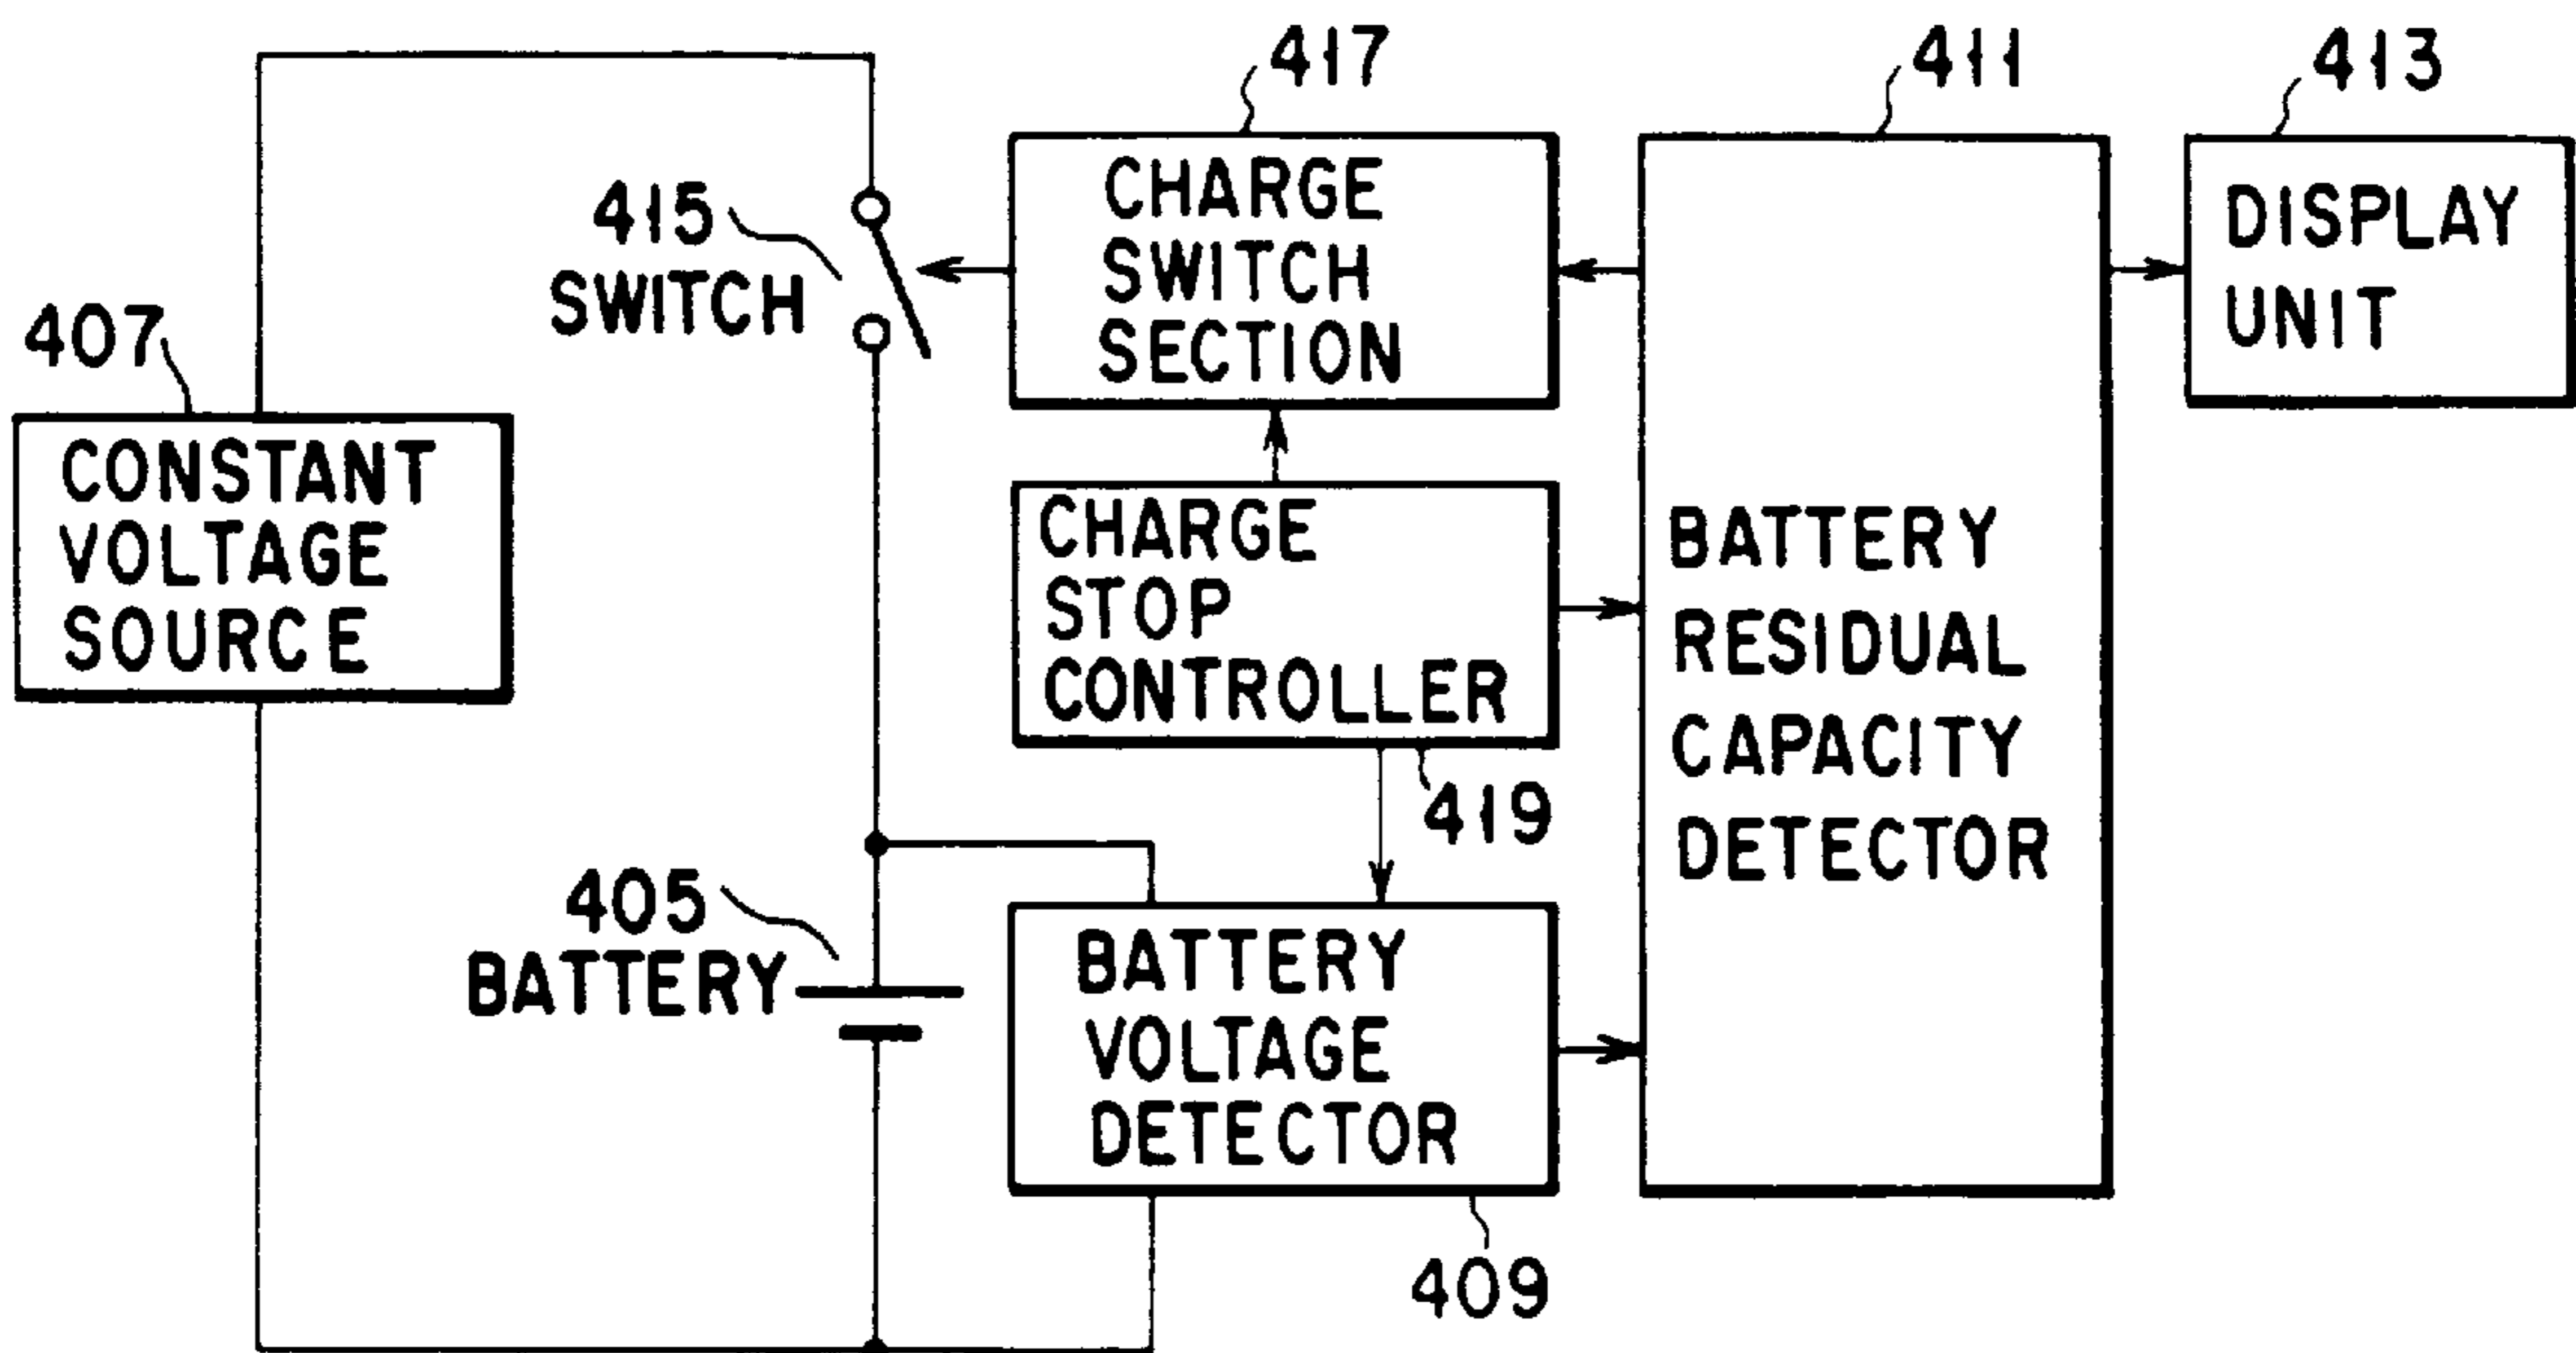 417
411
413
415
SWITCH
CHARGE
SWITCH
SECTION
DISPLAY
UNIT
407
CONSTANT
VOLTAGE
SOURCE
CHARGE
STOP
CONTROLLER
419
BATTERY
RESIDUAL
CAPACITY
DETECTOR
405
BATTERY
BATTERY
VOLTAGE
DETECTOR
409